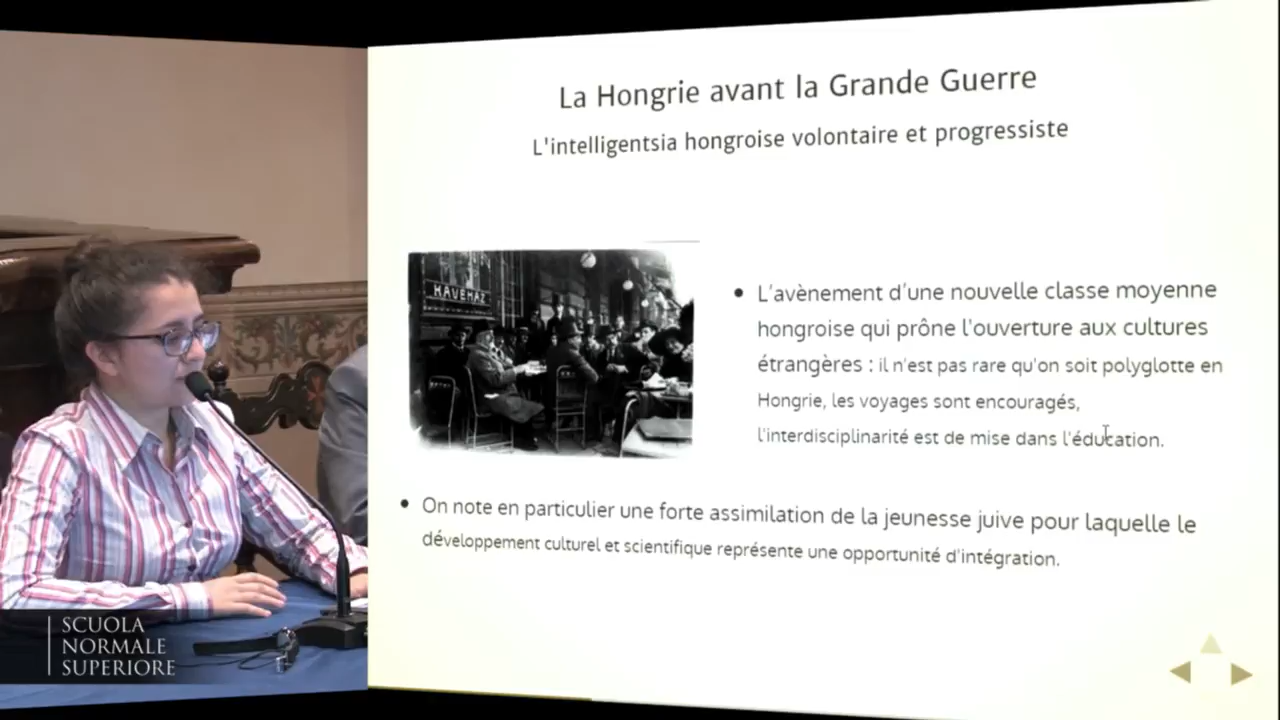 La Hongrie avant la Grande Guerre
L'intelligentsia hongroise volontaire et progressiste
KAVEHAZ
• L'avènement d'une nouvelle classe moyenne
hongroise qui prône l'ouverture aux cultures
étrangères : il n'est pas rare qu'on soit polyglotte en
Hongrie, les voyages sont encouragés,
l'interdisciplinarité est de mise dans l'éducation.
• On note en particulier une forte assimilation de la jeunesse juive pour laquelle le
développement culturel et scientifique représente une opportunité d'intégration.
SCUOLA
NORMALE
SUPERIORE